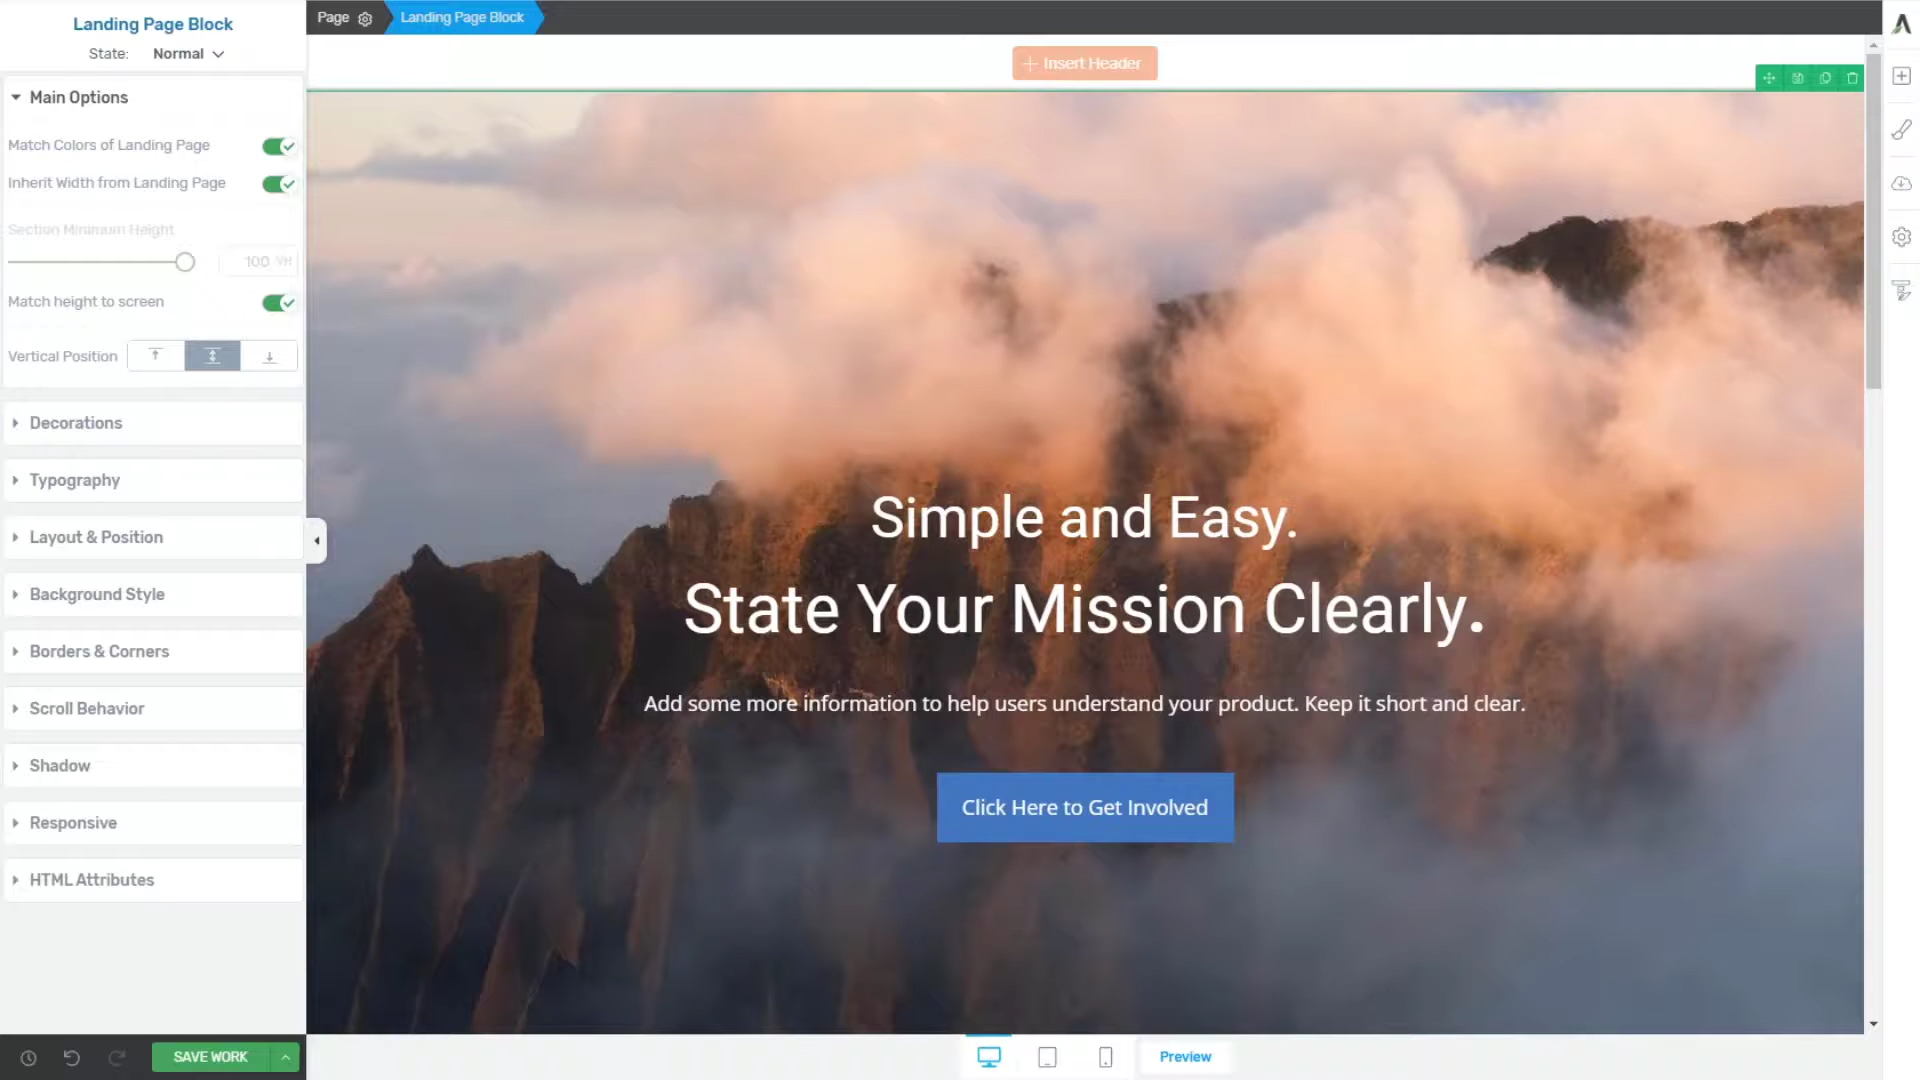 Landing Page Block
State: Normal
Main Options
Match Colors of Landing Page
Inherit Width from Landing Page
Section Minimum Height
100 VH
Match height to screen
Vertical Position
Decorations
Typography
Layout & Position
Background Style
Borders & Corners
Scroll Behavior
Shadow
Responsive
HTML Attributes
SAVE WORK
Page
Landing Page Block
+ Insert Header
Simple and Easy.
State Your Mission Clearly.
Add some more information to help users understand your product. Keep it short and clear.
Click Here to Get Involved
Preview